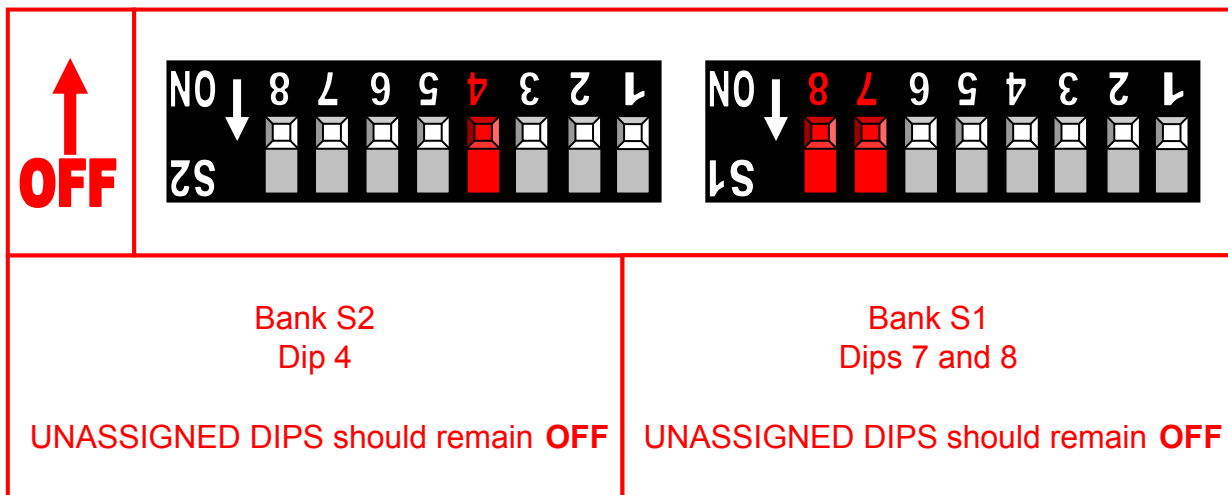 OFF
ON 8 7 6 5 4 3 2 1
S2
ON 8 7 6 5 4 3 2 1
S1
Bank S2
Dip 4
UNASSIGNED DIPS should remain OFF
Bank S1
Dips 7 and 8
UNASSIGNED DIPS should remain OFF